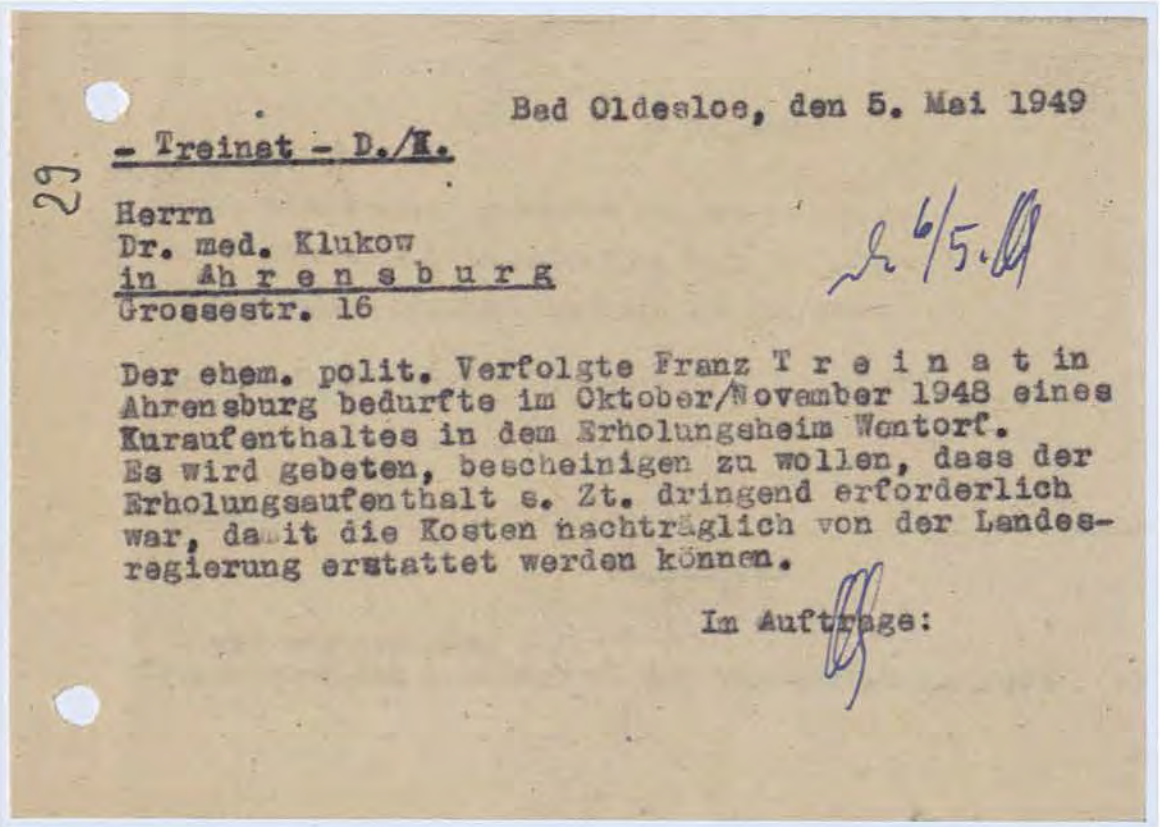 Bad Oldesloe, den 5. Mai 1949
- Treinat - D./K.
29
Herrn
Dr. med. Klukow
in Ahrensburg
Grossestr. 16
6/5.
Der ehem. polit. Verfolgte Franz Treinat in
Ahrensburg bedurfte im Oktober/November 1948 eines
Kuraufenthaltes in dem Erholungsheim Wentorf.
Es wird gebeten, bescheinigen zu wollen, dass der
Erholungsaufenthalt s. Zt. dringend erforderlich
war, damit die Kosten nachträglich von der Landes-
regierung erstattet werden können.
Im Auftrage: